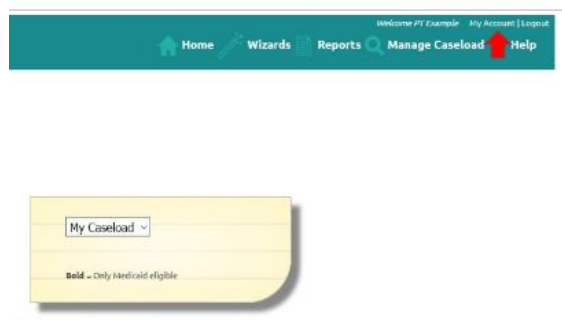 Welcome PT Example My Account | Logout
Home Wizards Reports Manage Caseload Help
My Caseload
Bold = Only Medicaid eligible